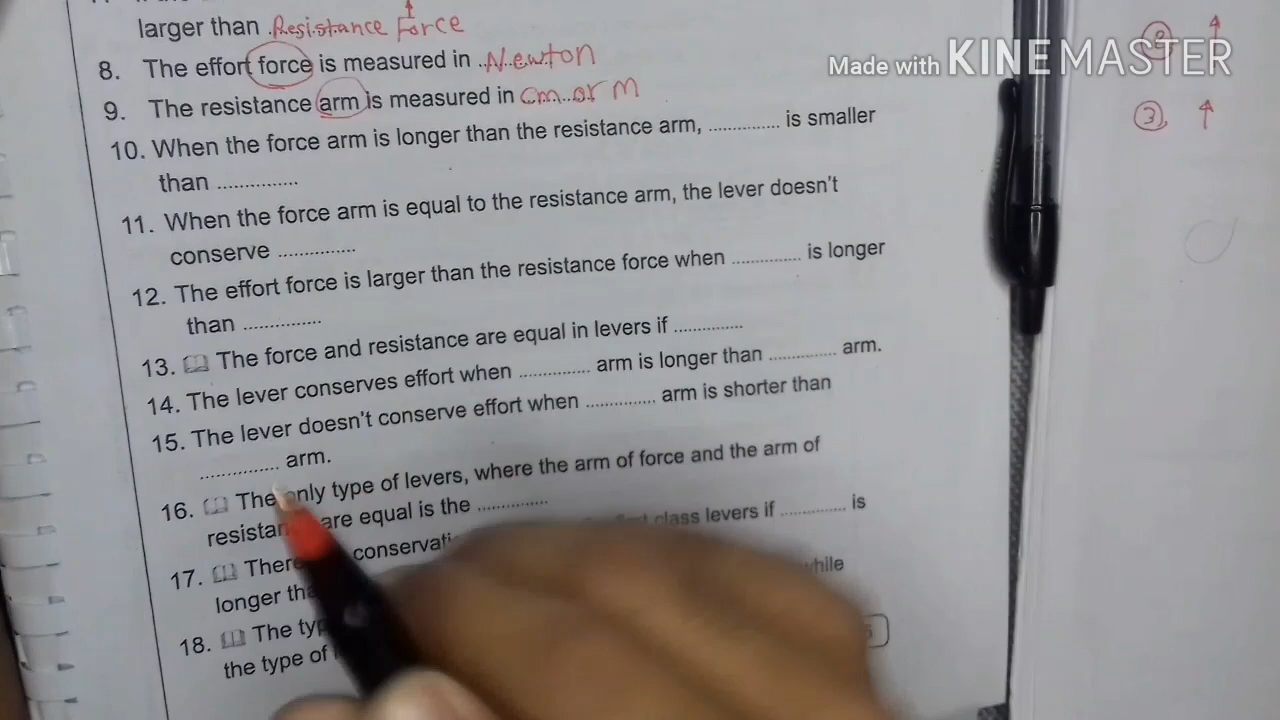 larger than Resistance Force
8. The effort force is measured in ..Newton
9. The resistance arm is measured in cm or m
10. When the force arm is longer than the resistance arm, .............. is smaller
than ...............
11. When the force arm is equal to the resistance arm, the lever doesn't
conserve ...............
12. The effort force is larger than the resistance force when .............. is longer
than ...............
13. The force and resistance are equal in levers if ..............
14. The lever conserves effort when .............. arm is longer than .............. arm.
15. The lever doesn't conserve effort when .............. arm is shorter than
............... arm.
16. The only type of levers, where the arm of force and the arm of
are equal is the ..............
17. class levers if .............. is
longer
18. The while
the type of
Made with KINEMASTER
② ↑
③ ↑